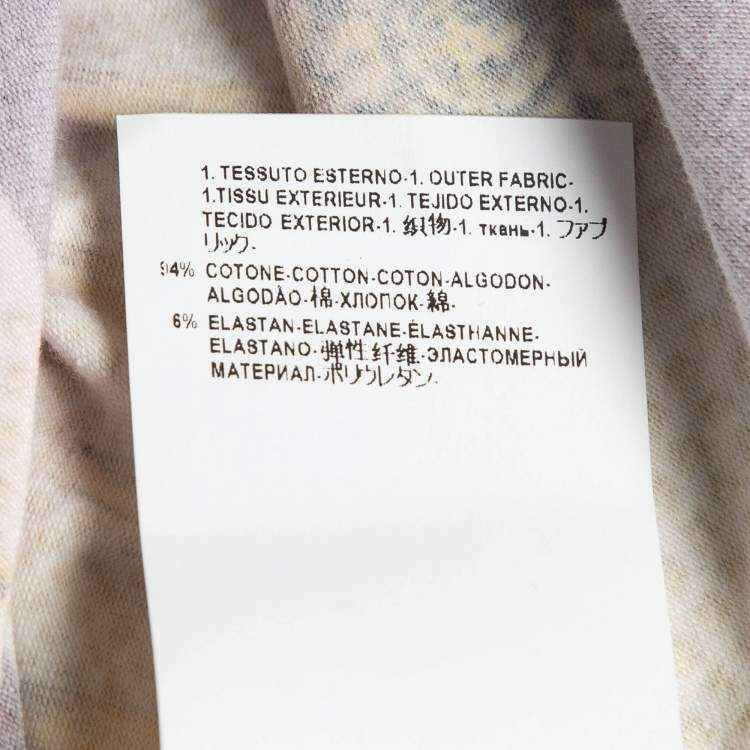 1. TESSUTO ESTERNO-1. OUTER FABRIC-
1.TISSU EXTERIEUR-1. TEJIDO EXTERNO-1.
TECIDO EXTERIOR-1. 织物-1. ткань-1. ファブ
リック-
94% COTONE-COTTON-COTON-ALGODON-
ALGODÃO-棉-ХЛОПОК-綿-
6% ELASTAN-ELASTANE-ÉLASTHANNE-
ELASTANO-弹性纤维-ЭЛАСТОМЕРНЫЙ
МАТЕРИАЛ-ポリウレタン-